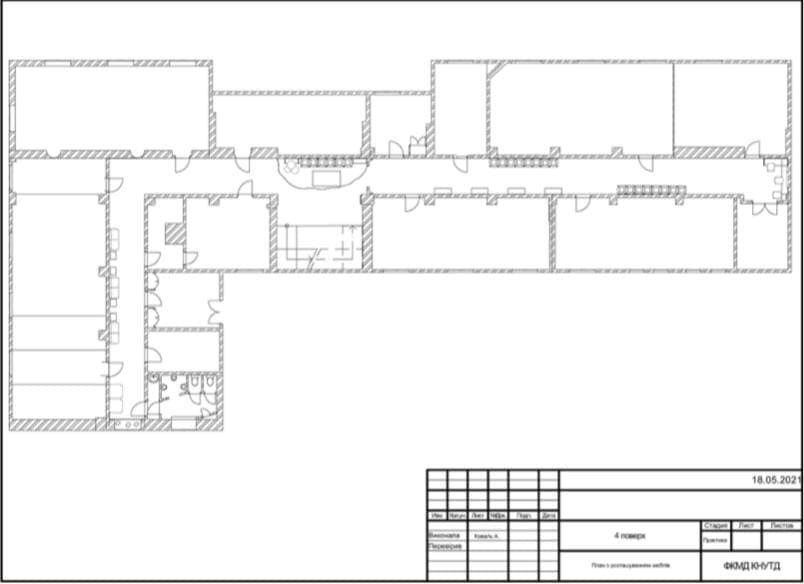 18.05.2021
Изм. Кол.уч. Лист №Док. Подп. Дата
Виконала Коваль А.
Перевірив
4 поверх
Стадия Лист Листов
Практика
План з розташуванням меблів
ФКМД КНУТД